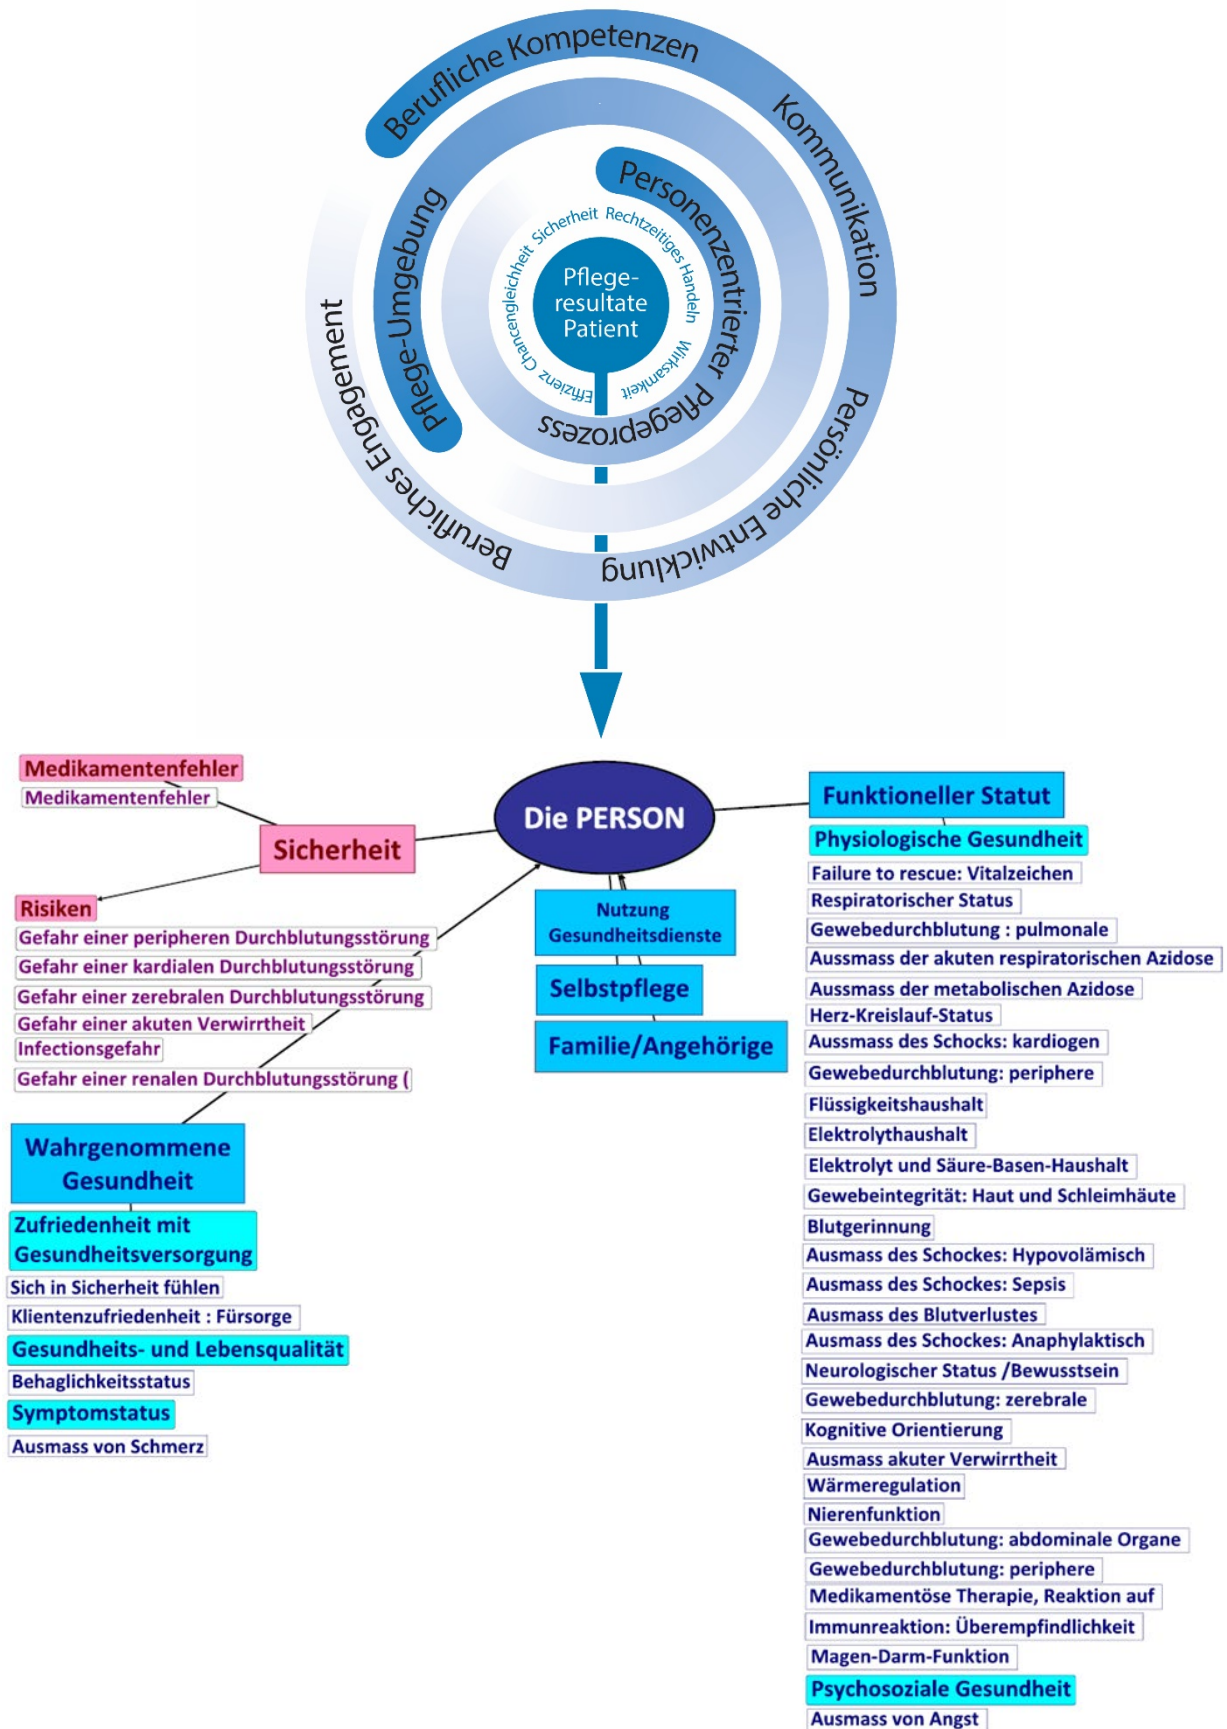 Berufliche Kompetenzen
Kommunikation
Persönliche Entwicklung
Berufliches Engagement
Pflege-Umgebung
Personenzentrierter Pflegeprozess
Sicherheit
Rechtzeitiges Handeln
Wirksamkeit
Effizienz
Chancengleichheit
Pflege-
resultate
Patient
Die PERSON
Medikamentenfehler
Medikamentenfehler
Sicherheit
Risiken
Gefahr einer peripheren Durchblutungsstörung
Gefahr einer kardialen Durchblutungsstörung
Gefahr einer zerebralen Durchblutungsstörung
Gefahr einer akuten Verwirrtheit
Infectionsgefahr
Gefahr einer renalen Durchblutungsstörung (
Wahrgenommene
Gesundheit
Zufriedenheit mit
Gesundheitsversorgung
Sich in Sicherheit fühlen
Klientenzufriedenheit : Fürsorge
Gesundheits- und Lebensqualität
Behaglichkeitsstatus
Symptomstatus
Ausmass von Schmerz
Nutzung
Gesundheitsdienste
Selbstpflege
Familie/Angehörige
Funktioneller Statut
Physiologische Gesundheit
Failure to rescue: Vitalzeichen
Respiratorischer Status
Gewebedurchblutung : pulmonale
Aussmass der akuten respiratorischen Azidose
Aussmass der metabolischen Azidose
Herz-Kreislauf-Status
Aussmass des Schocks: kardiogen
Gewebedurchblutung: periphere
Flüssigkeitshaushalt
Elektrolythaushalt
Elektrolyt und Säure-Basen-Haushalt
Gewebeintegrität: Haut und Schleimhäute
Blutgerinnung
Ausmass des Schockes: Hypovolämisch
Ausmass des Schockes: Sepsis
Ausmass des Blutverlustes
Ausmass des Schockes: Anaphylaktisch
Neurologischer Status /Bewusstsein
Gewebedurchblutung: zerebrale
Kognitive Orientierung
Ausmass akuter Verwirrtheit
Wärmeregulation
Nierenfunktion
Gewebedurchblutung: abdominale Organe
Gewebedurchblutung: periphere
Medikamentöse Therapie, Reaktion auf
Immunreaktion: Überempfindlichkeit
Magen-Darm-Funktion
Psychosoziale Gesundheit
Ausmass von Angst